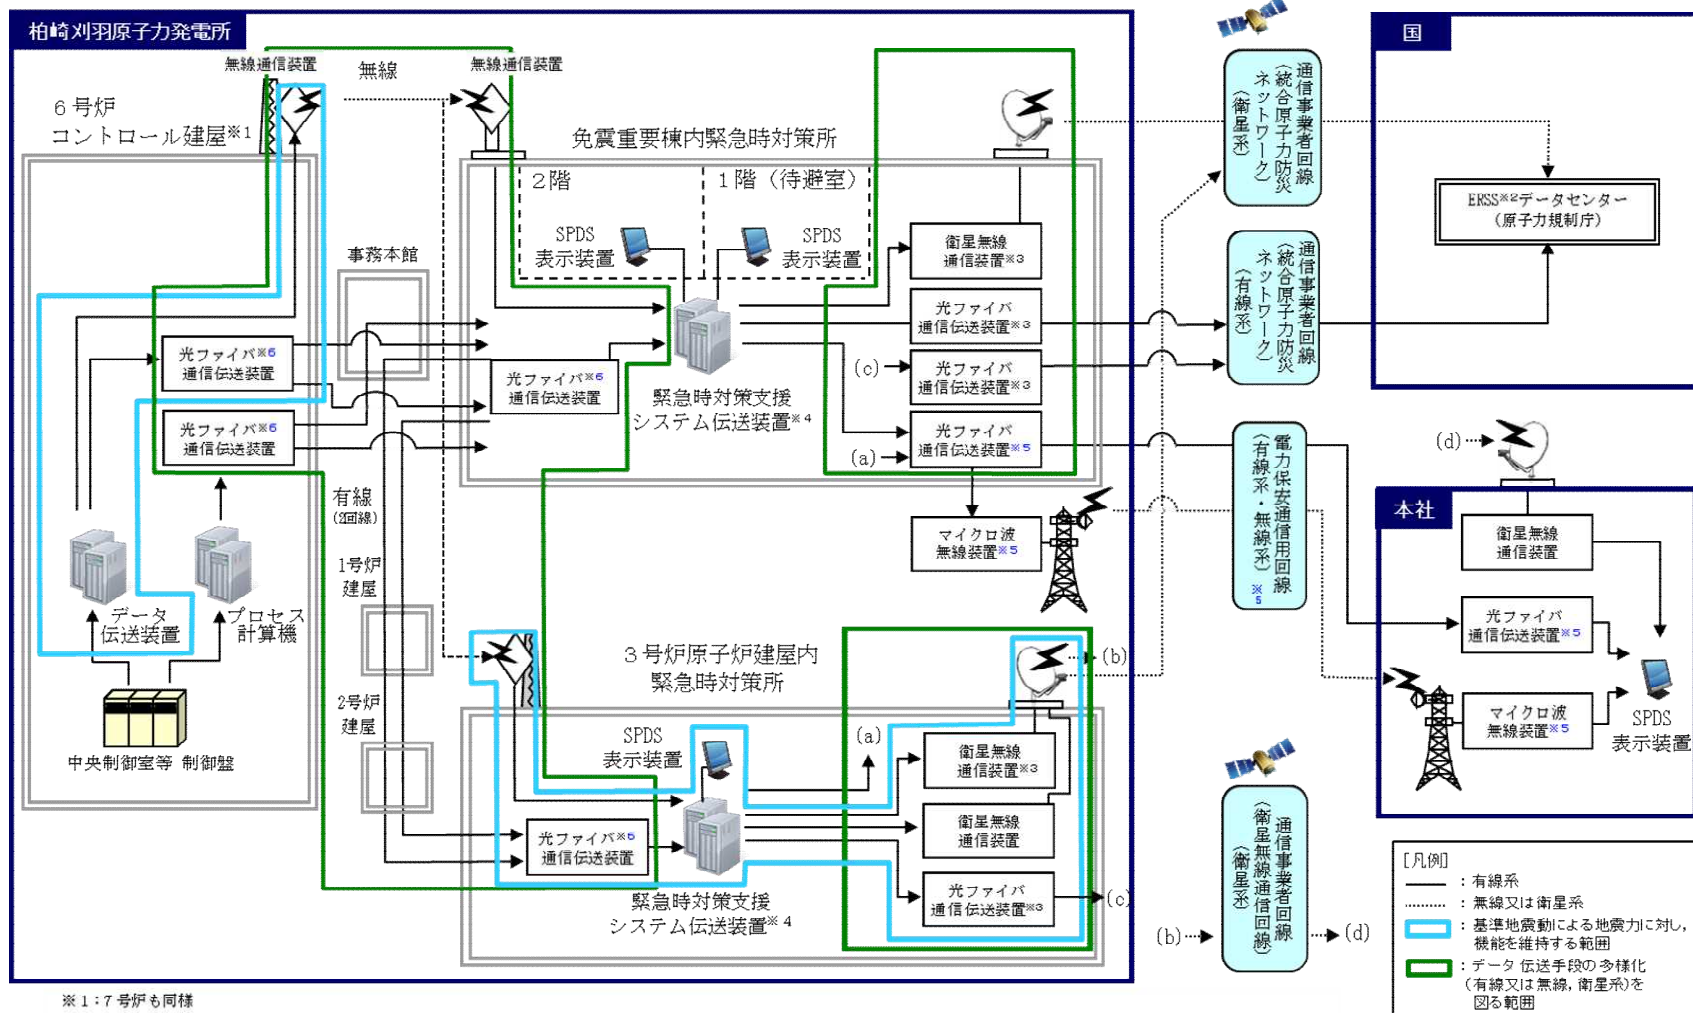 柏崎刈羽原子力発電所
無線通信装置
無線
無線通信装置
6号炉
コントロール建屋※1
免震重要棟内緊急時対策所
2階
1階（待避室）
SPDS
表示装置
SPDS
表示装置
事務本館
衛星無線
通信装置※3
光ファイバ
通信伝送装置※3
(c)
光ファイバ
通信伝送装置※3
(a)
光ファイバ
通信伝送装置※5
光ファイバ※6
通信伝送装置
光ファイバ※6
通信伝送装置
光ファイバ※6
通信伝送装置
緊急時対策支援
システム伝送装置※4
有線
(2回線)
マイクロ波
無線装置※5
1号炉
建屋
2号炉
建屋
データ
伝送装置
プロセス
計算機
中央制御室等 制御盤
3号炉原子炉建屋内
緊急時対策所
(b)
SPDS
表示装置
(a)
衛星無線
通信装置※3
衛星無線
通信装置
光ファイバ
通信伝送装置※3
(c)
光ファイバ※6
通信伝送装置
緊急時対策支援
システム伝送装置※4
通信事業者回線
（統合原子力防災
ネットワーク）
（衛星系）
通信事業者回線
（統合原子力防災
ネットワーク）
（有線系）
電力保安通信用回線
（有線系・無線系）※5
通信事業者回線
（衛星無線通信回線）
（衛星系）
(b)
(d)
国
ERSS※2データセンター
（原子力規制庁）
(d)
本社
衛星無線
通信装置
光ファイバ
通信伝送装置※5
マイクロ波
無線装置※5
SPDS
表示装置
［凡例］
：有線系
：無線又は衛星系
：基準地震動による地震力に対し，
機能を維持する範囲
：データ伝送手段の多様化
（有線又は無線，衛星系）を
図る範囲
※1：7号炉も同様